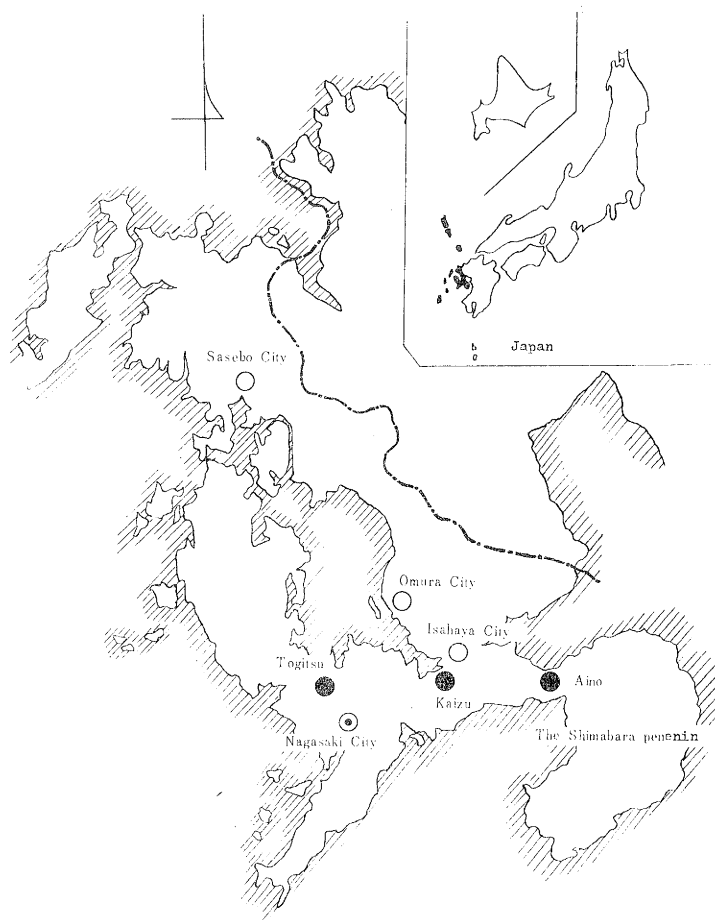 Japan
Sasebo City
Omura City
Isahaya City
Togitsu
Aino
Kaizu
Nagasaki City
The Shimabara penenin